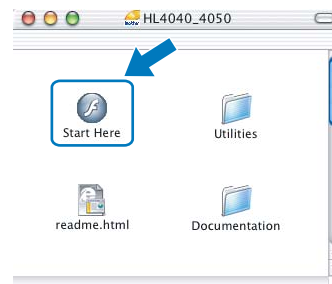 HL4040_4050
Start Here
Utilities
readme.html
Documentation